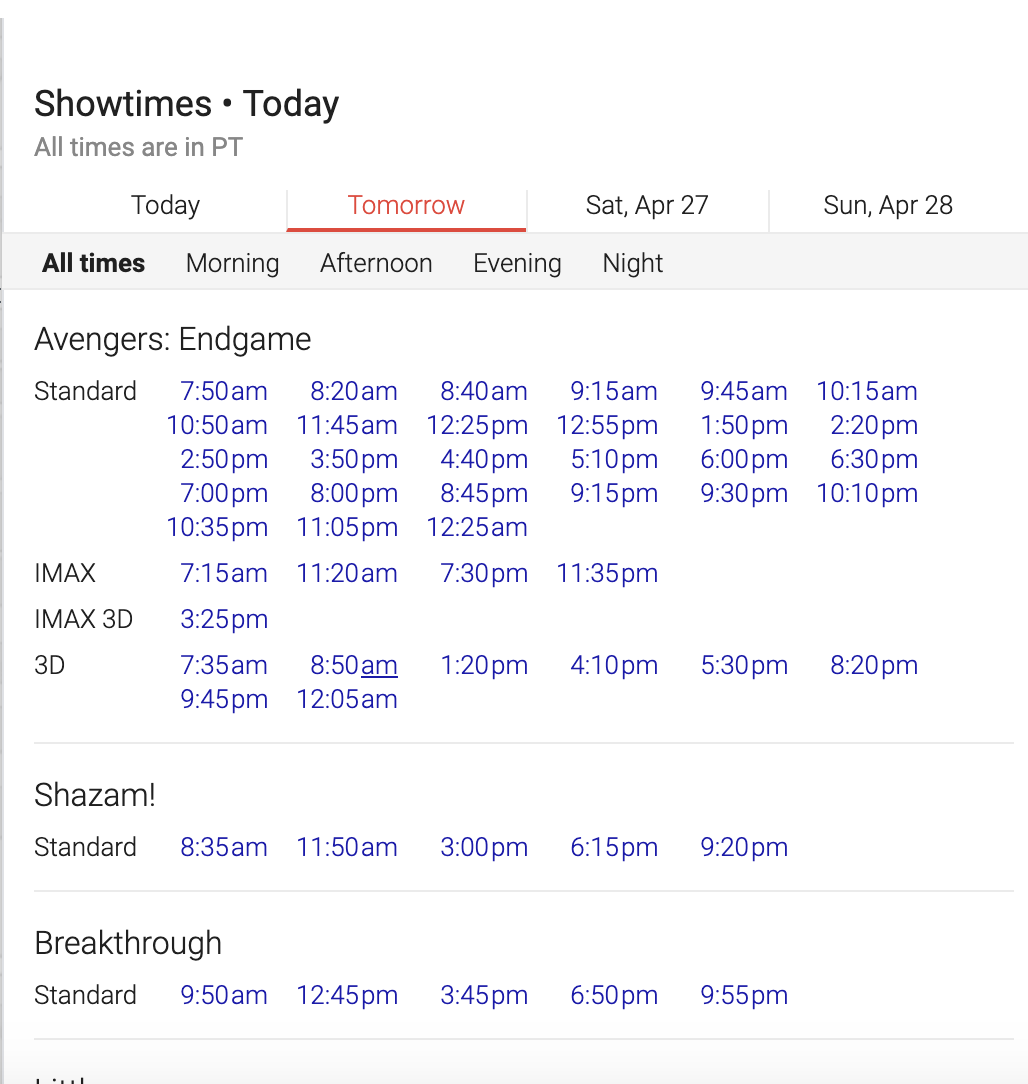 Showtimes • Today
All times are in PT
Today Tomorrow Sat, Apr 27 Sun, Apr 28
All times Morning Afternoon Evening Night
Avengers: Endgame
Standard 7:50am 8:20am 8:40am 9:15am 9:45am 10:15am
10:50am 11:45am 12:25pm 12:55pm 1:50pm 2:20pm
2:50pm 3:50pm 4:40pm 5:10pm 6:00pm 6:30pm
7:00pm 8:00pm 8:45pm 9:15pm 9:30pm 10:10pm
10:35pm 11:05pm 12:25am
IMAX 7:15am 11:20am 7:30pm 11:35pm
IMAX 3D 3:25pm
3D 7:35am 8:50am 1:20pm 4:10pm 5:30pm 8:20pm
9:45pm 12:05am
Shazam!
Standard 8:35am 11:50am 3:00pm 6:15pm 9:20pm
Breakthrough
Standard 9:50am 12:45pm 3:45pm 6:50pm 9:55pm